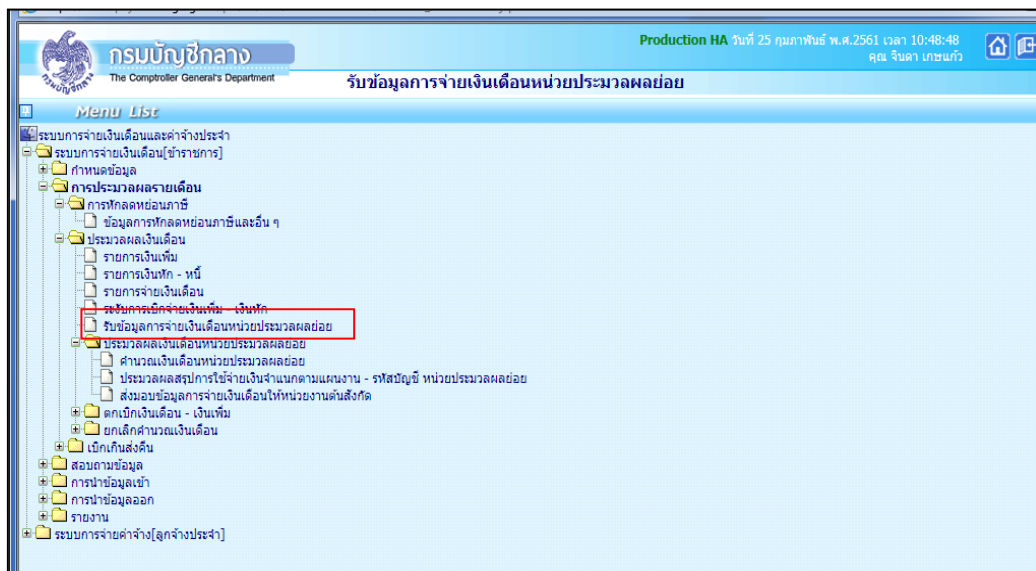 กรมบัญชีกลาง
The Comptroller General's Department
Production HA วันที่ 25 กุมภาพันธ์ พ.ศ.2561 เวลา 10:48:48
คุณ จินดา เกษแก้ว
รับข้อมูลการจ่ายเงินเดือนหน่วยประมวลผลย่อย
Menu List
ระบบการจ่ายเงินเดือนและค่าจ้างประจำ
ระบบการจ่ายเงินเดือน[ข้าราชการ]
กำหนดข้อมูล
การประมวลผลรายเดือน
การหักลดหย่อนภาษี
ข้อมูลการหักลดหย่อนภาษีและอื่น ๆ
ประมวลผลเงินเดือน
รายการเงินเพิ่ม
รายการเงินหัก - หนี้
รายการจ่ายเงินเดือน
ระงับการเบิกจ่ายเงินเพิ่ม - เงินหัก
รับข้อมูลการจ่ายเงินเดือนหน่วยประมวลผลย่อย
ประมวลผลเงินเดือนหน่วยประมวลผลย่อย
คำนวณเงินเดือนหน่วยประมวลผลย่อย
ประมวลผลสรุปการใช้จ่ายเงินจำแนกตามแผนงาน - รหัสบัญชี หน่วยประมวลผลย่อย
ส่งมอบข้อมูลการจ่ายเงินเดือนให้หน่วยงานต้นสังกัด
ตกเบิกเงินเดือน - เงินเพิ่ม
ยกเลิกคำนวณเงินเดือน
เบิกเกินส่งคืน
สอบถามข้อมูล
การนำข้อมูลเข้า
การนำข้อมูลออก
รายงาน
ระบบการจ่ายค่าจ้าง[ลูกจ้างประจำ]